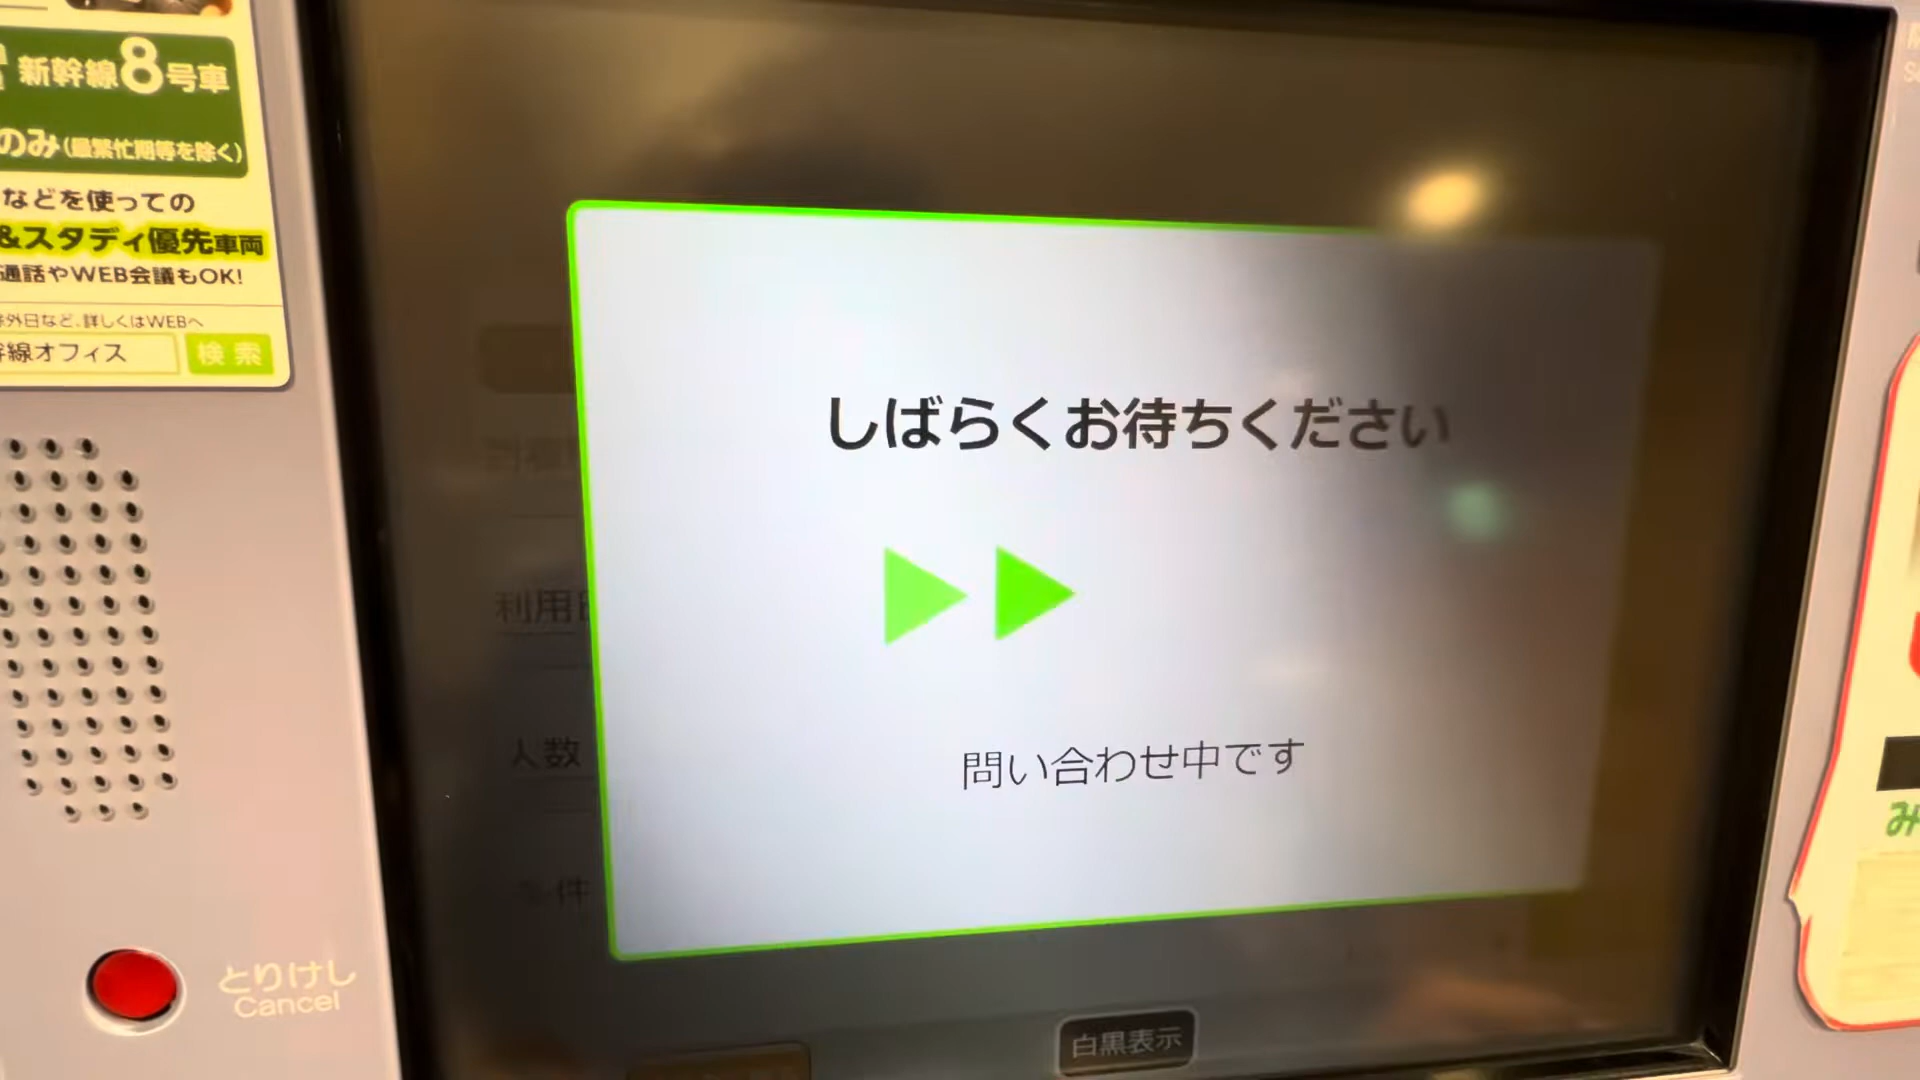 新幹線8号車
のみ(最繁忙期等を除く)
などを使っての
&スタディ優先車両
通話やWEB会議もOK!
外日など、詳しくはWEBへ
幹線オフィス
検索
しばらくお待ちください
利用日
人数
問い合わせ中です
条件
とりけし
Cancel
白黒表示
み